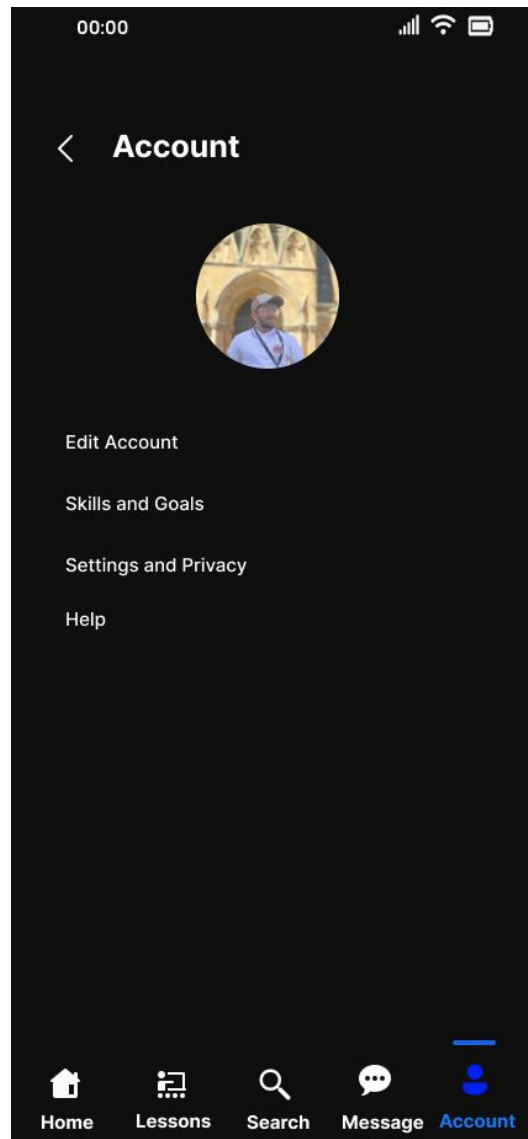 00:00
Account
Edit Account
Skills and Goals
Settings and Privacy
Help
Home Lessons Search Message Account